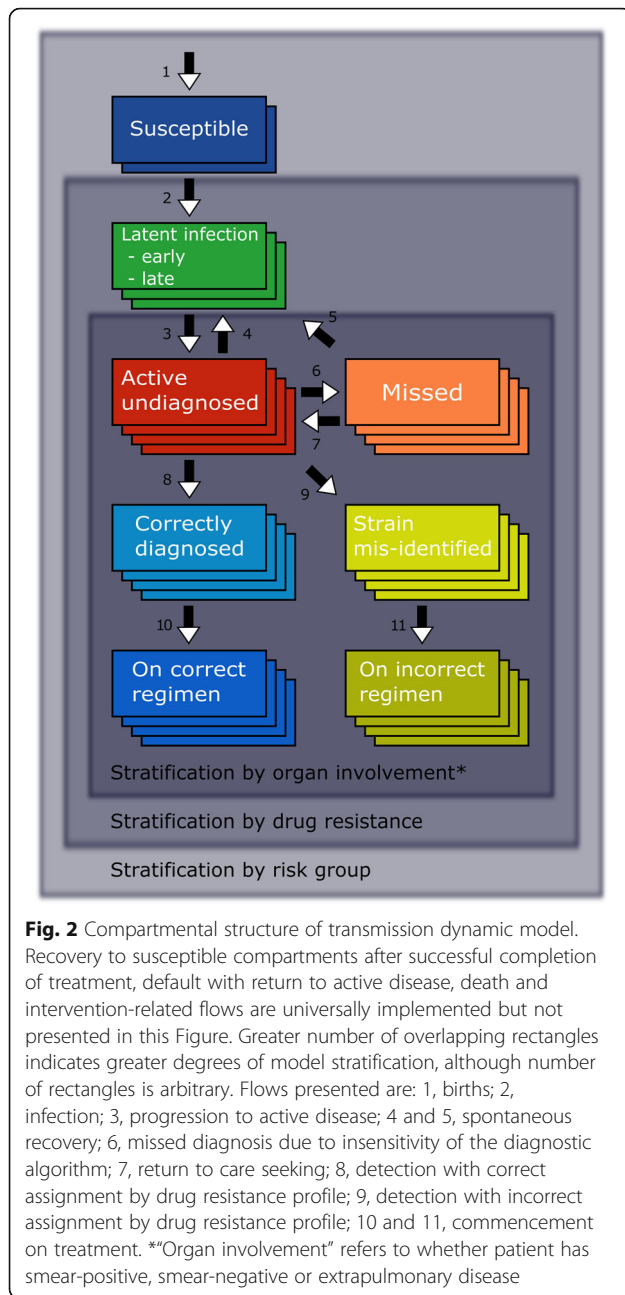 1
Susceptible
2
Latent infection
- early
- late
3
4
5
Active
undiagnosed
6
Missed
7
8
9
Correctly
diagnosed
Strain
mis-identified
10
11
On correct
regimen
On incorrect
regimen
Stratification by organ involvement*
Stratification by drug resistance
Stratification by risk group
Fig. 2 Compartmental structure of transmission dynamic model.
Recovery to susceptible compartments after successful completion
of treatment, default with return to active disease, death and
intervention-related flows are universally implemented but not
presented in this Figure. Greater number of overlapping rectangles
indicates greater degrees of model stratification, although number
of rectangles is arbitrary. Flows presented are: 1, births; 2,
infection; 3, progression to active disease; 4 and 5, spontaneous
recovery; 6, missed diagnosis due to insensitivity of the diagnostic
algorithm; 7, return to care seeking; 8, detection with correct
assignment by drug resistance profile; 9, detection with incorrect
assignment by drug resistance profile; 10 and 11, commencement
on treatment. *“Organ involvement” refers to whether patient has
smear-positive, smear-negative or extrapulmonary disease